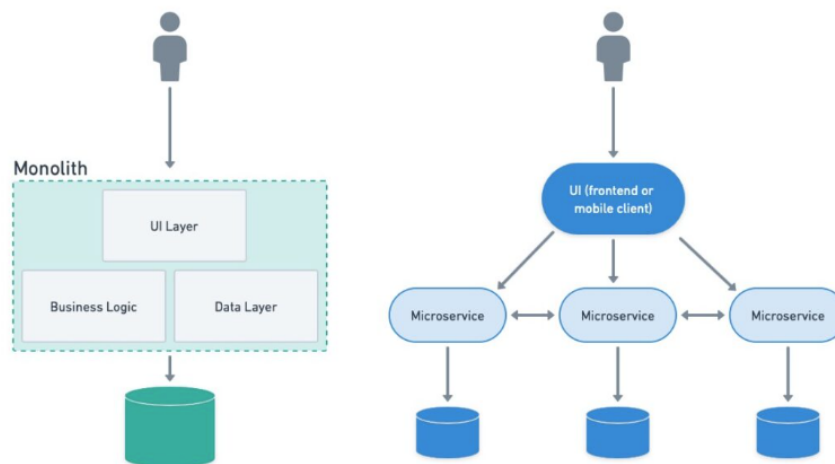 Monolith
UI Layer
Business Logic
Data Layer
UI (frontend or
mobile client)
Microservice
Microservice
Microservice